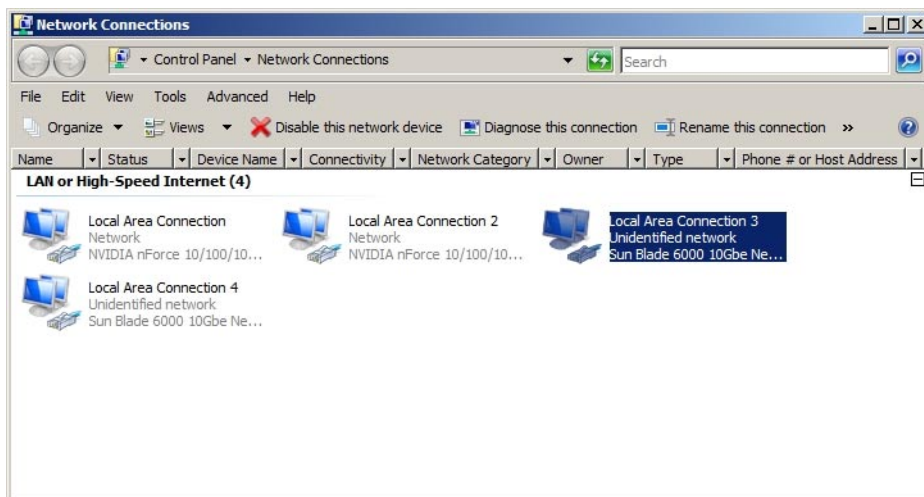 Network Connections
Control Panel Network Connections
Search
File Edit View Tools Advanced Help
Organize Views Disable this network device Diagnose this connection Rename this connection »
Name Status Device Name Connectivity Network Category Owner Type Phone # or Host Address
LAN or High-Speed Internet (4)
Local Area Connection
Network
NVIDIA nForce 10/100/10...
Local Area Connection 2
Network
NVIDIA nForce 10/100/10...
Local Area Connection 3
Unidentified network
Sun Blade 6000 10Gbe Ne...
Local Area Connection 4
Unidentified network
Sun Blade 6000 10Gbe Ne...